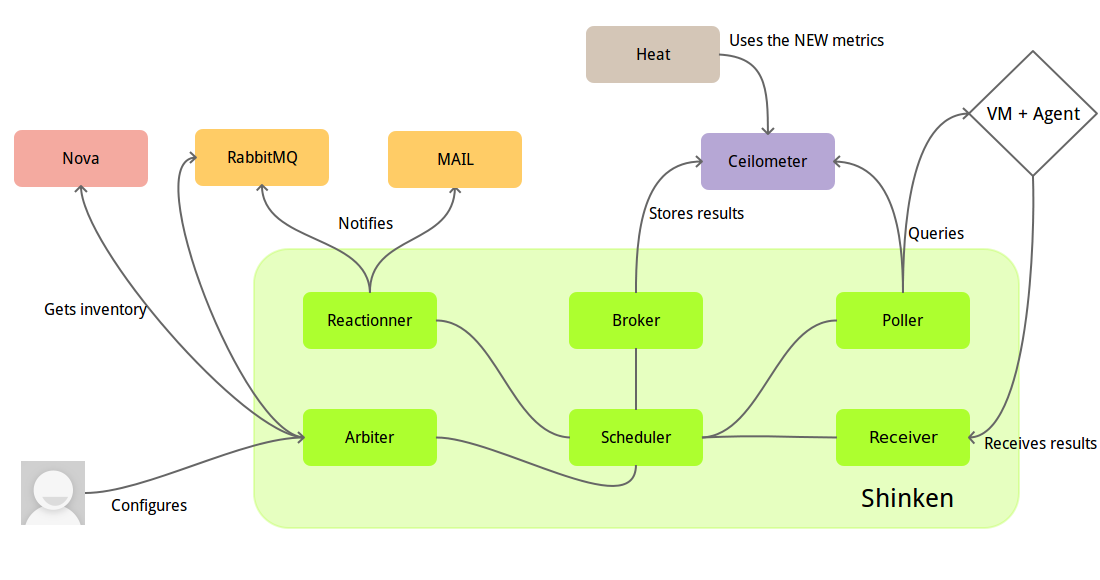 Heat
Uses the NEW metrics
VM + Agent
Nova
RabbitMQ
MAIL
Ceilometer
Notifies
Stores results
Queries
Gets inventory
Reactionner
Broker
Poller
Arbiter
Scheduler
Receiver
Receives results
Configures
Shinken